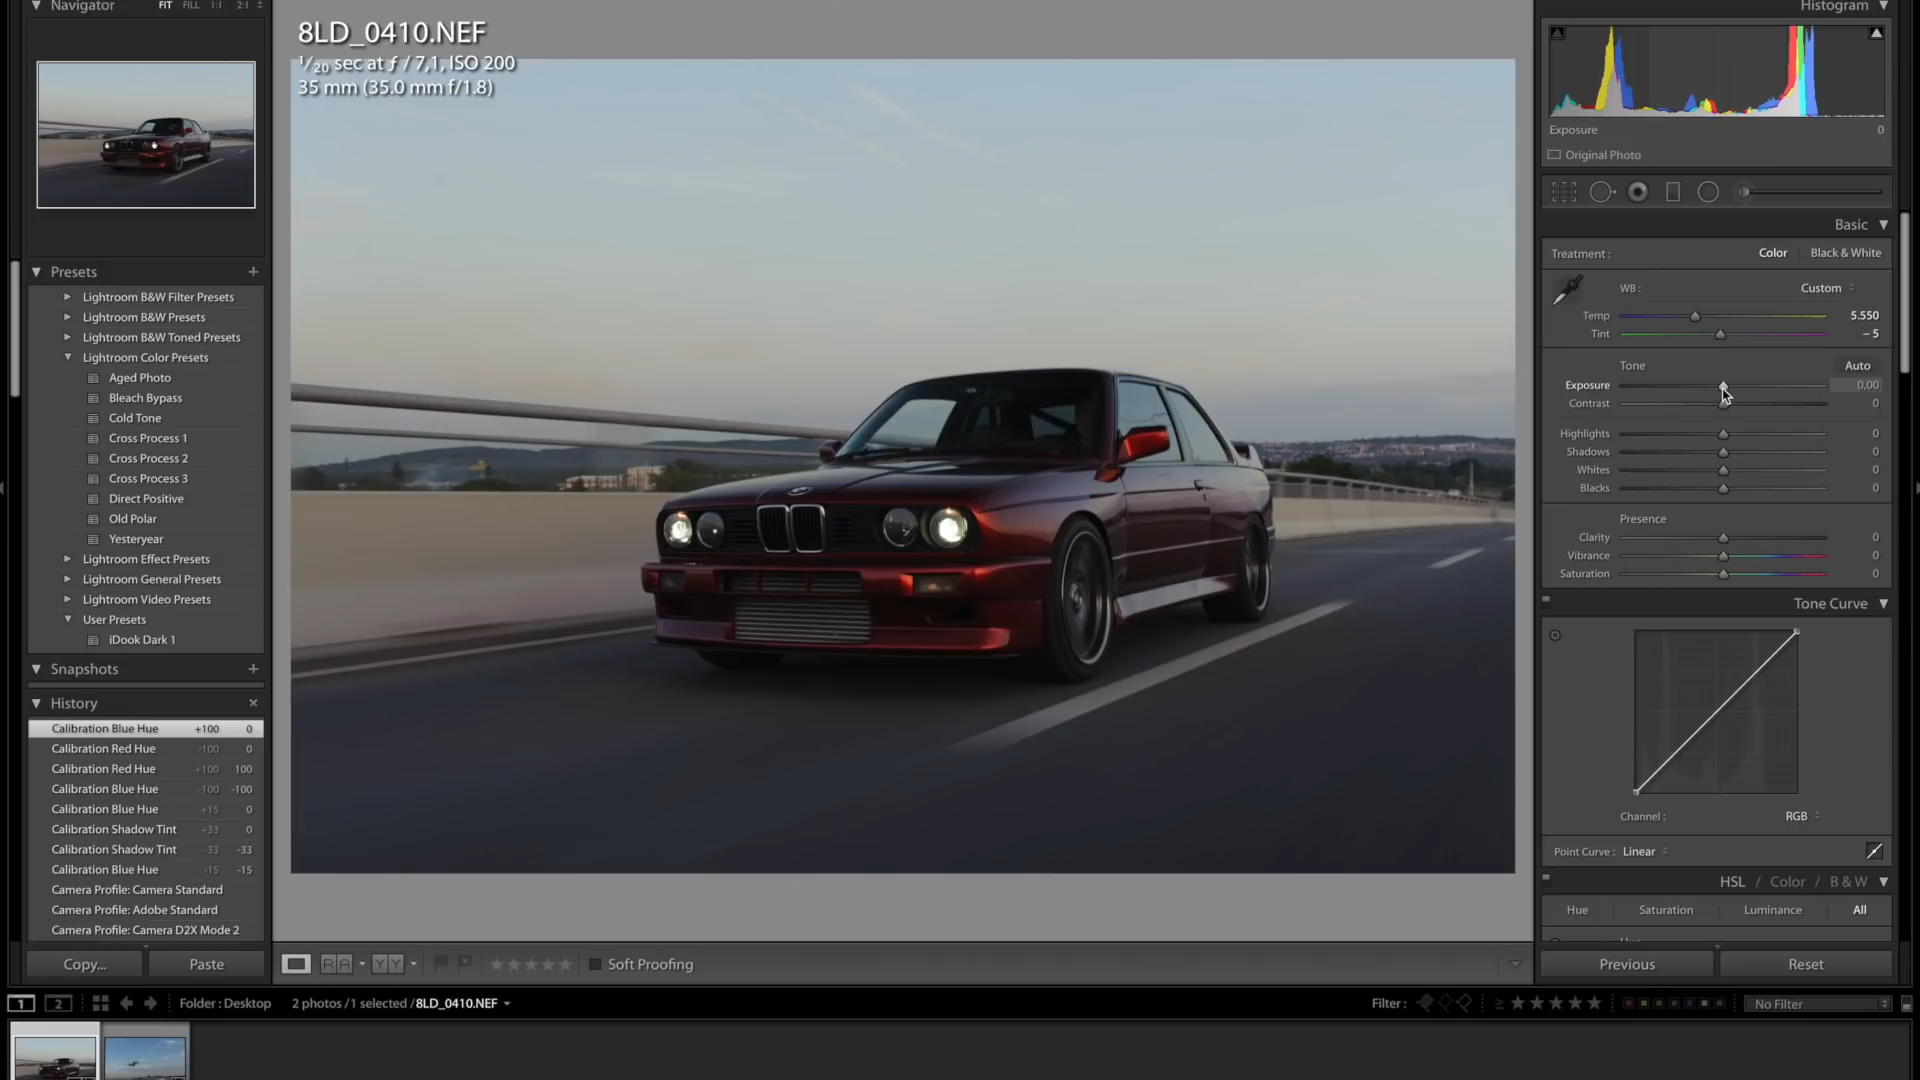 Navigator FIT FILL 1:1 2:1
Presets
Lightroom B&W Filter Presets
Lightroom B&W Presets
Lightroom B&W Toned Presets
Lightroom Color Presets
Aged Photo
Bleach Bypass
Cold Tone
Cross Process 1
Cross Process 2
Cross Process 3
Direct Positive
Old Polar
Yesteryear
Lightroom Effect Presets
Lightroom General Presets
Lightroom Video Presets
User Presets
iDook Dark 1
Snapshots
History
Calibration Blue Hue +100 0
Calibration Red Hue -100 0
Calibration Red Hue +100 100
Calibration Blue Hue -100 -100
Calibration Blue Hue +15 0
Calibration Shadow Tint +33 0
Calibration Shadow Tint -33 -33
Calibration Blue Hue -15 -15
Camera Profile: Camera Standard
Camera Profile: Adobe Standard
Camera Profile: Camera D2X Mode 2
Copy... Paste
8LD_0410.NEF
1/20 sec at ƒ / 7,1, ISO 200
35 mm (35.0 mm f/1.8)
Soft Proofing
Histogram
Exposure 0
Original Photo
Basic
Treatment : Color Black & White
WB : Custom
Temp 5.550
Tint – 5
Tone Auto
Exposure 0,00
Contrast 0
Highlights 0
Shadows 0
Whites 0
Blacks 0
Presence
Clarity 0
Vibrance 0
Saturation 0
Tone Curve
Channel : RGB
Point Curve : Linear
HSL / Color / B & W
Hue Saturation Luminance All
Previous Reset
1 2 Folder : Desktop 2 photos / 1 selected / 8LD_0410.NEF Filter : ≥ No Filter